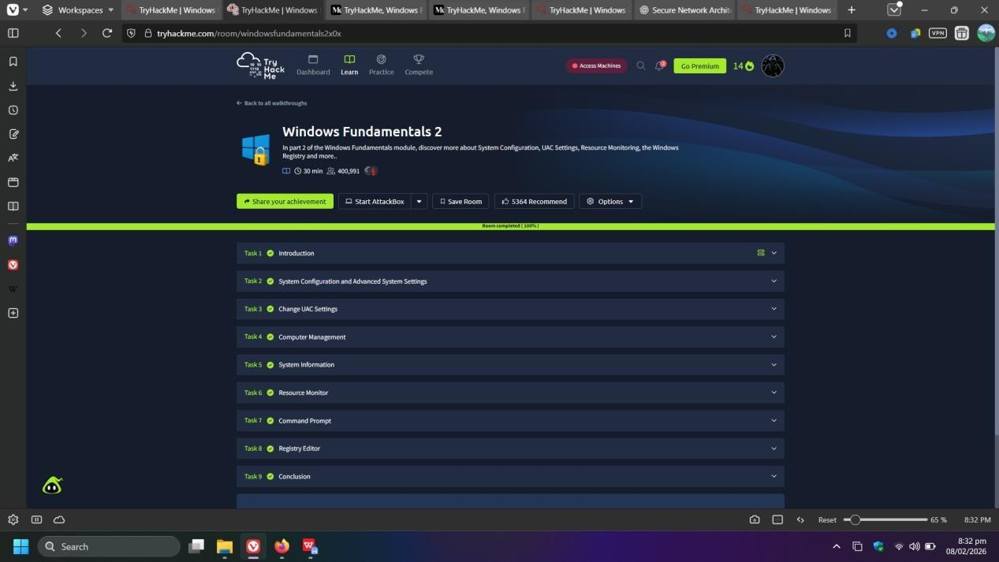 Workspaces
TryHackMe | Windows
TryHackMe | Windows
TryHackMe, Windows F
TryHackMe, Windows F
TryHackMe | Windows
Secure Network Archit
TryHackMe | Windows
tryhackme.com/room/windowsfundamentals2x0x
VPN
Try
Hack
Me
Dashboard
Learn
Practice
Compete
Access Machines
2
Go Premium
14
Back to all walkthroughs
Windows Fundamentals 2
In part 2 of the Windows Fundamentals module, discover more about System Configuration, UAC Settings, Resource Monitoring, the Windows
Registry and more..
30 min 400,991
Share your achievement
Start AttackBox
Save Room
5364 Recommend
Options
Room completed ( 100% )
Task 1 Introduction
Task 2 System Configuration and Advanced System Settings
Task 3 Change UAC Settings
Task 4 Computer Management
Task 5 System Information
Task 6 Resource Monitor
Task 7 Command Prompt
Task 8 Registry Editor
Task 9 Conclusion
Reset
65 %
8:32 PM
Search
8:32 pm
08/02/2026